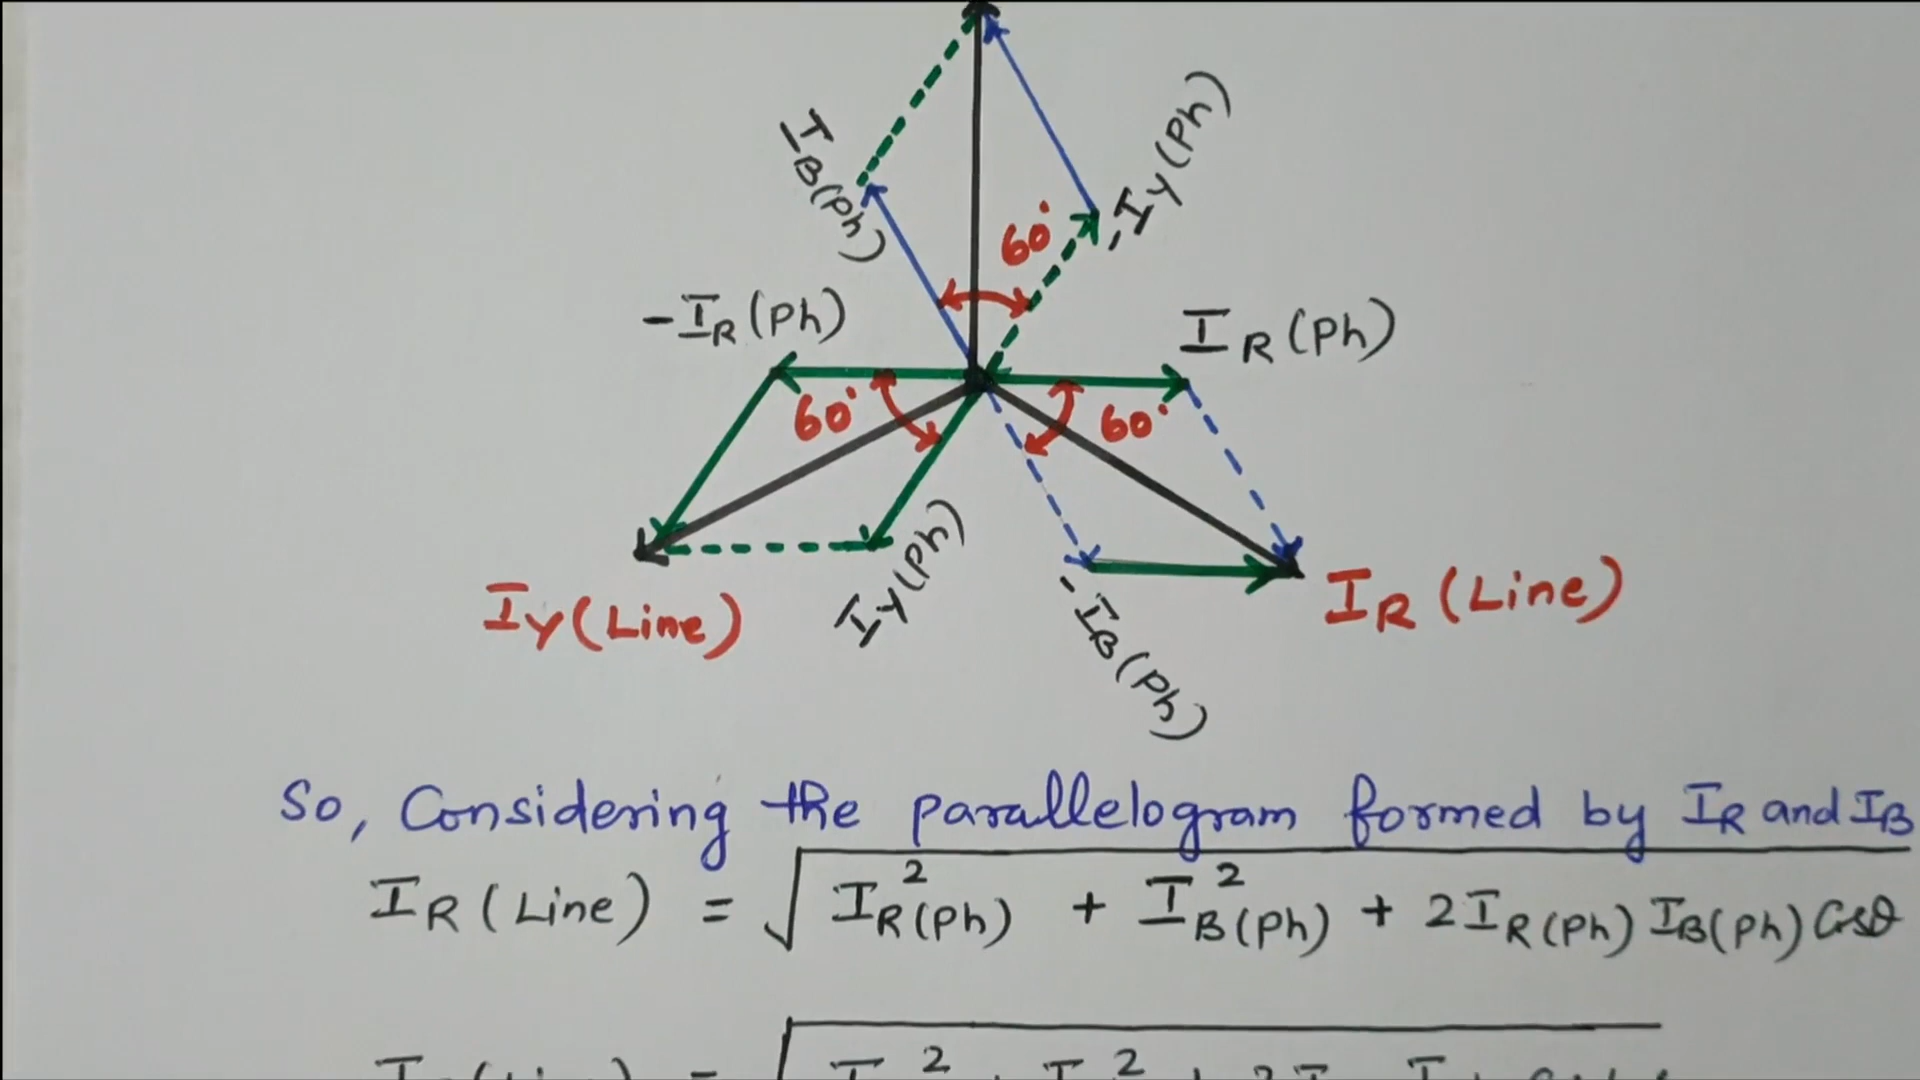 I_B(Ph)
-I_Y(Ph)
60°
-I_R(Ph)
I_R(Ph)
60°
60°
I_Y(Line)
I_Y(Ph)
-I_B(Ph)
I_R(Line)
So, Considering the parallelogram formed by I_R and I_B
I_R(Line) = √ I_R(Ph)² + I_B(Ph)² + 2I_R(Ph) I_B(Ph) Cosθ